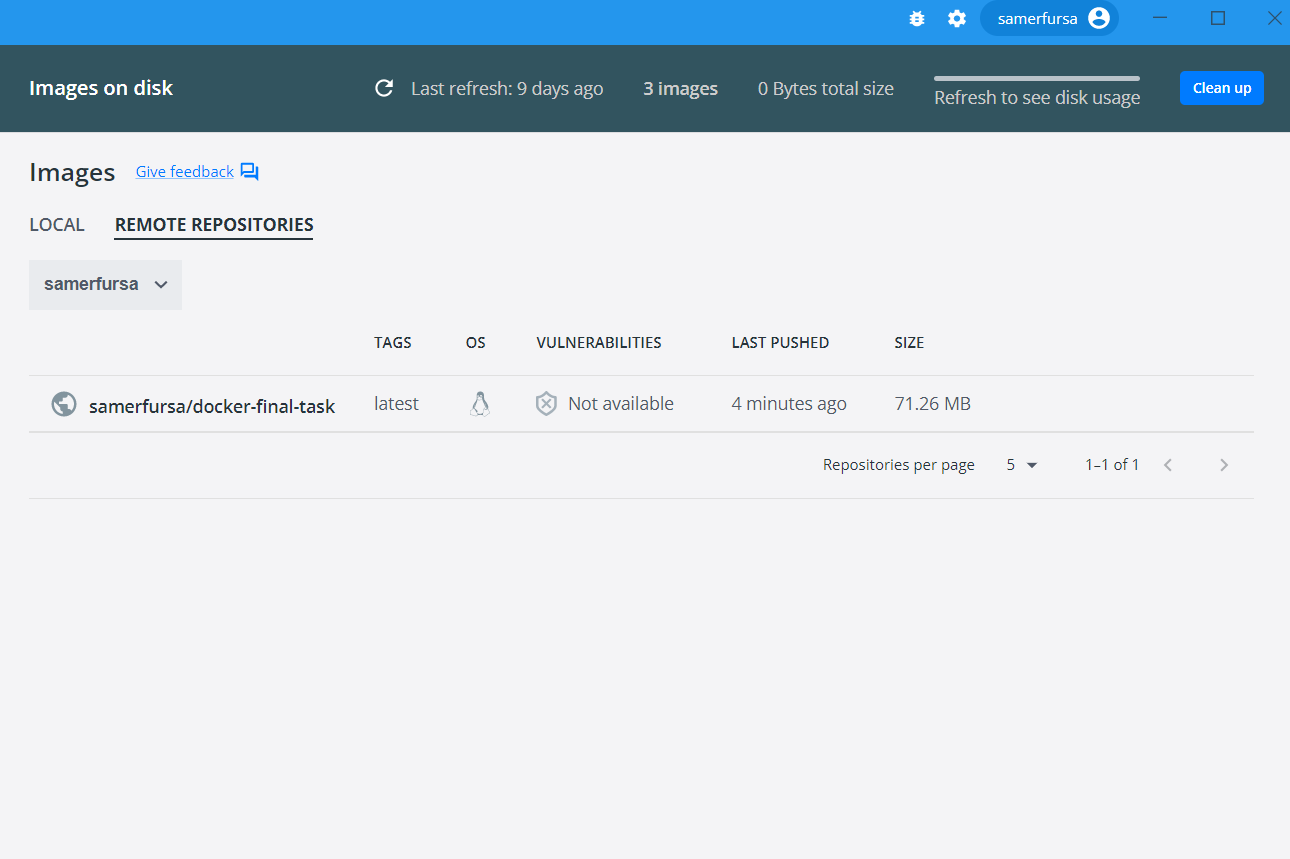 samerfursa
Images on disk
Last refresh: 9 days ago
3 images
0 Bytes total size
Refresh to see disk usage
Clean up
Images
Give feedback
LOCAL
REMOTE REPOSITORIES
samerfursa
TAGS OS VULNERABILITIES LAST PUSHED SIZE
samerfursa/docker-final-task latest Not available 4 minutes ago 71.26 MB
Repositories per page 5 1–1 of 1